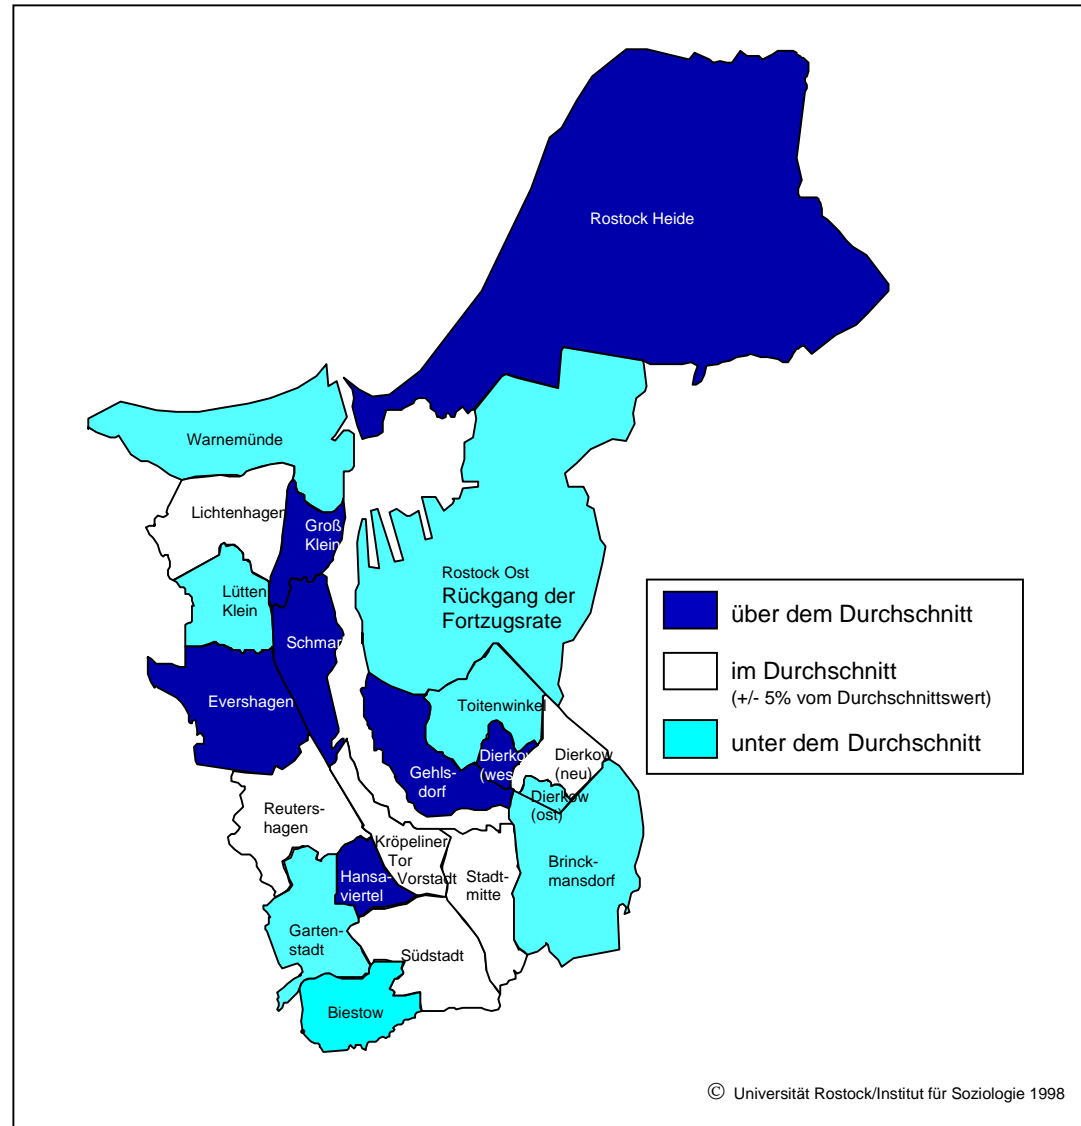 Rostock Heide
Warnemünde
Lichtenhagen
Groß
Klein
Rostock Ost
Rückgang der
Fortzugsrate
Lütten
Klein
über dem Durchschnitt
Schmar
im Durchschnitt
(+/- 5% vom Durchschnittswert)
Evershagen
Toitenwinkel
unter dem Durchschnitt
Dierkow
(wes
Dierkow
(neu)
Gehls-
dorf
Dierkow
(ost)
Reuters-
hagen
Kröpeliner
Tor
Vorstadt
Hansa-
viertel
Stadt-
mitte
Brinck-
mansdorf
Garten-
stadt
Südstadt
Biestow
© Universität Rostock/Institut für Soziologie 1998